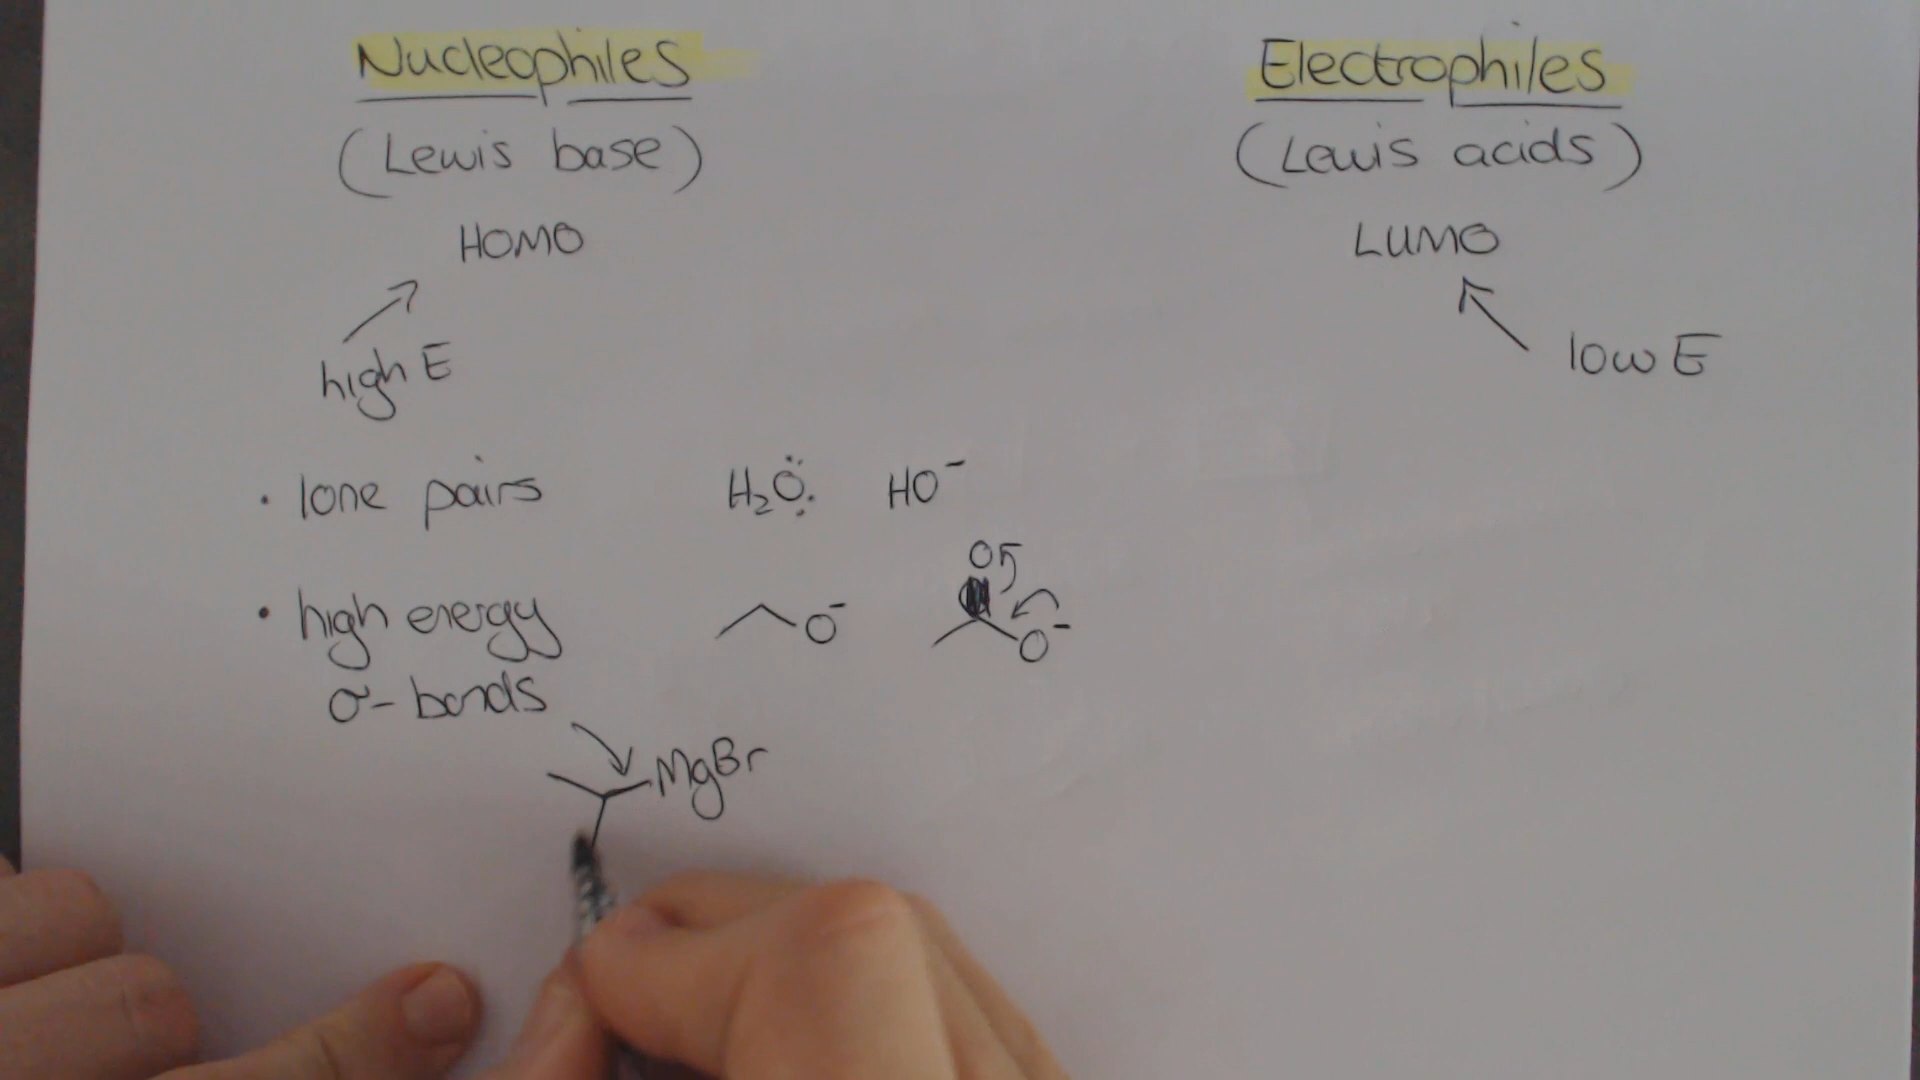 Nucleophiles
(Lewis base)
HOMO
high E
Electrophiles
(Lewis acids)
LUMO
low E
• lone pairs
H₂O HO⁻
• high energy
σ-bonds
O⁻
O
O⁻
MgBr